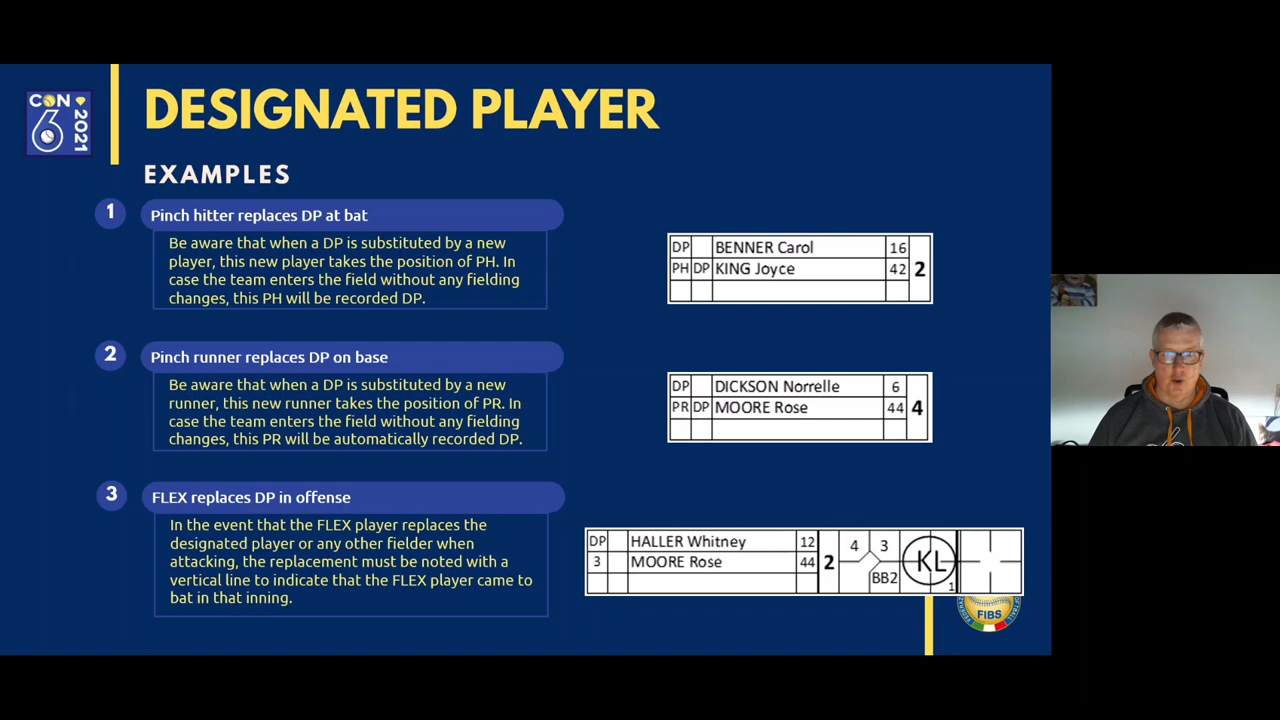 CON
6
2021
DESIGNATED PLAYER
EXAMPLES
1
Pinch hitter replaces DP at bat
Be aware that when a DP is substituted by a new
player, this new player takes the position of PH. In
case the team enters the field without any fielding
changes, this PH will be recorded DP.
DP BENNER Carol 16
PH DP KING Joyce 42 2
2
Pinch runner replaces DP on base
Be aware that when a DP is substituted by a new
runner, this new runner takes the position of PR. In
case the team enters the field without any fielding
changes, this PR will be automatically recorded DP.
DP DICKSON Norrelle 6
PR DP MOORE Rose 44 4
3
FLEX replaces DP in offense
In the event that the FLEX player replaces the
designated player or any other fielder when
attacking, the replacement must be noted with a
vertical line to indicate that the FLEX player came to
bat in that inning.
DP HALLER Whitney 12
3 MOORE Rose 44 2
4 3
BB2
KL
1
FIBS